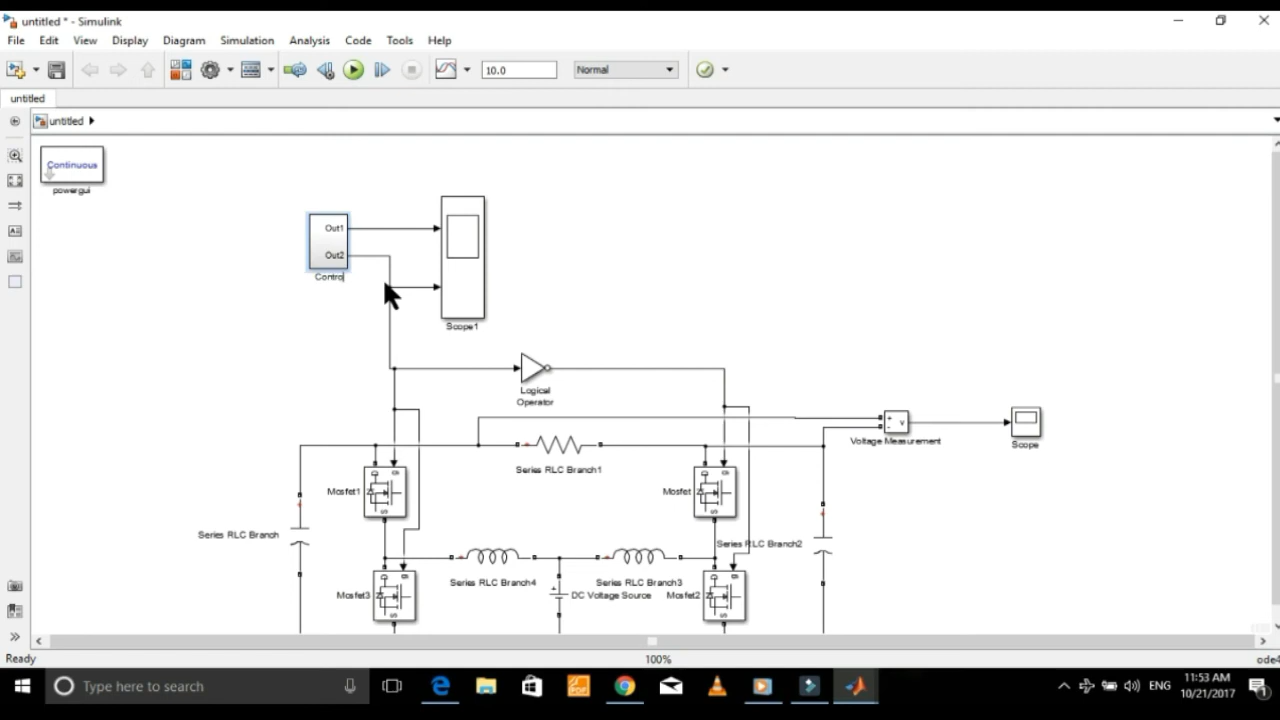 untitled * - Simulink
File Edit View Display Diagram Simulation Analysis Code Tools Help
10.0 Normal
untitled
untitled
Continuous
powergui
Out1
Out2
Contro
Scope1
Logical
Operator
+
-
v
Voltage Measurement
Scope
Series RLC Branch1
Mosfet1
D
g
S
Mosfet
D
g
S
Series RLC Branch
Series RLC Branch2
Series RLC Branch4
Series RLC Branch3
Mosfet3
D
g
S
+
DC Voltage Source
Mosfet2
D
g
S
Ready 100% ode4
Type here to search
PDF
ENG
11:53 AM
10/21/2017
1